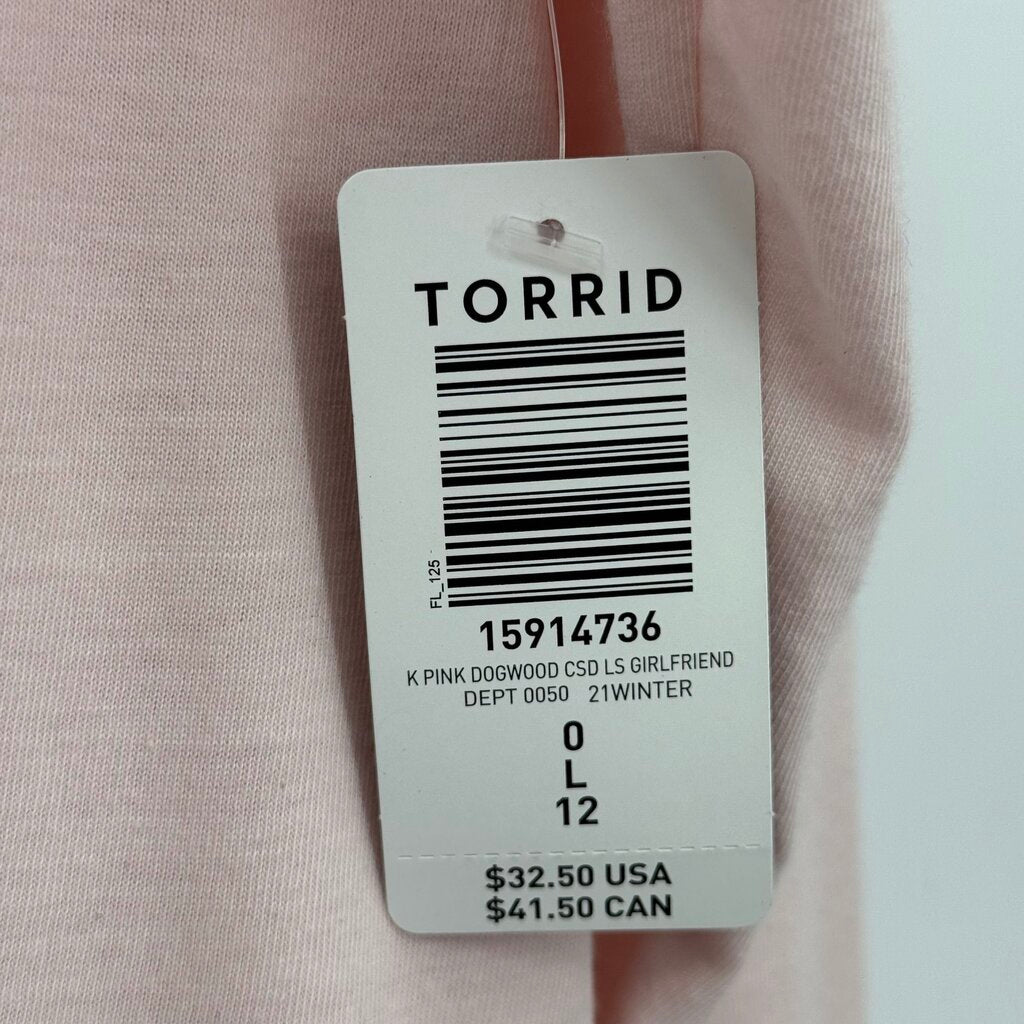 TORRID
FL_125
15914736
K PINK DOGWOOD CSD LS GIRLFRIEND
DEPT 0050 21WINTER
0
L
12
$32.50 USA
$41.50 CAN